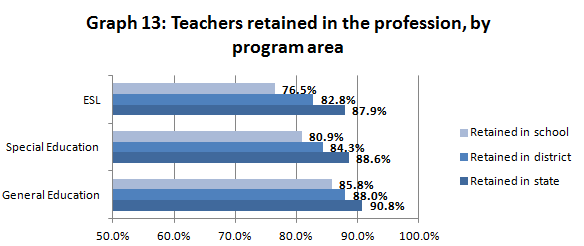 Graph 13: Teachers retained in the profession, by
program area
ESL
76.5%
82.8%
87.9%
Special Education
80.9%
84.3%
88.6%
General Education
85.8%
88.0%
90.8%
Retained in school
Retained in district
Retained in state
50.0% 60.0% 70.0% 80.0% 90.0% 100.0%